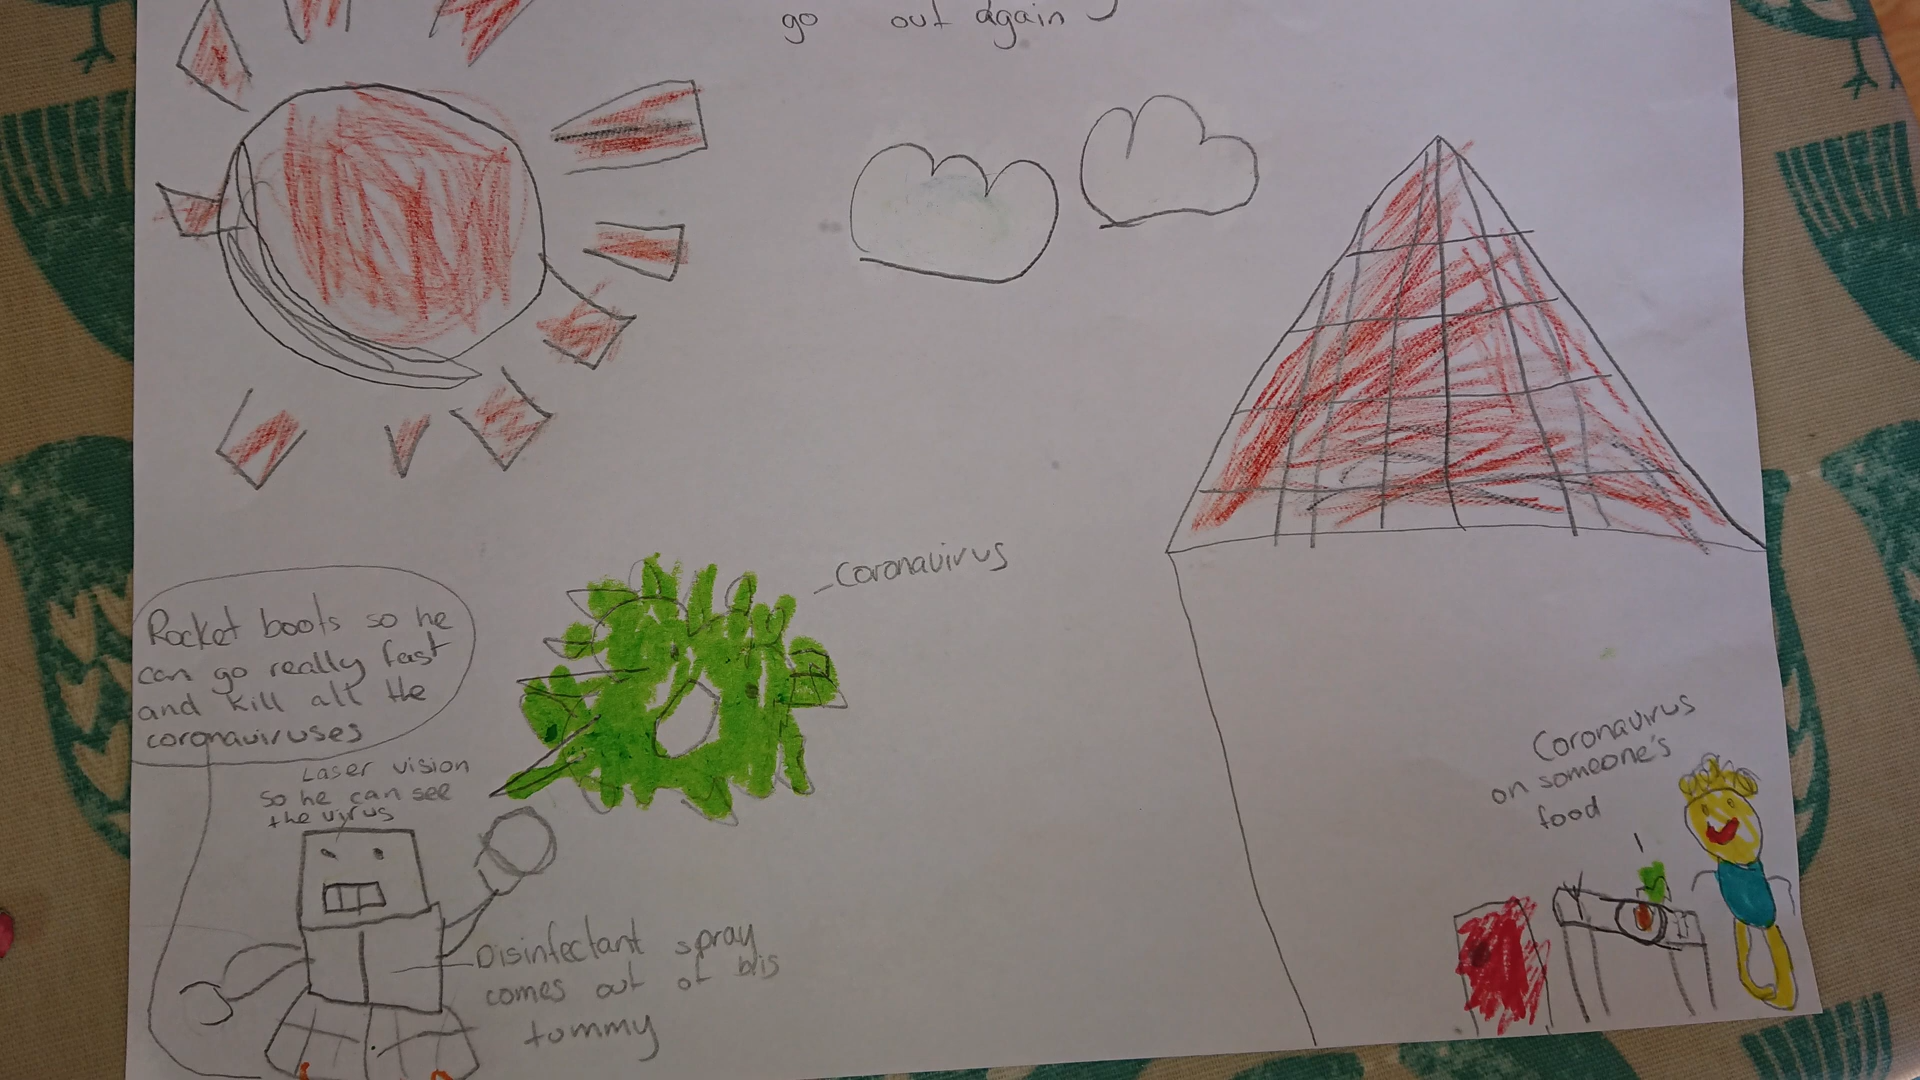 go out again
Coronavirus
Rocket boots so he
can go really fast
and kill all the
coronaviruses
Laser vision
so he can see
the virus
Disinfectant spray
comes out of his
tummy
Coronavirus
on someone's
food